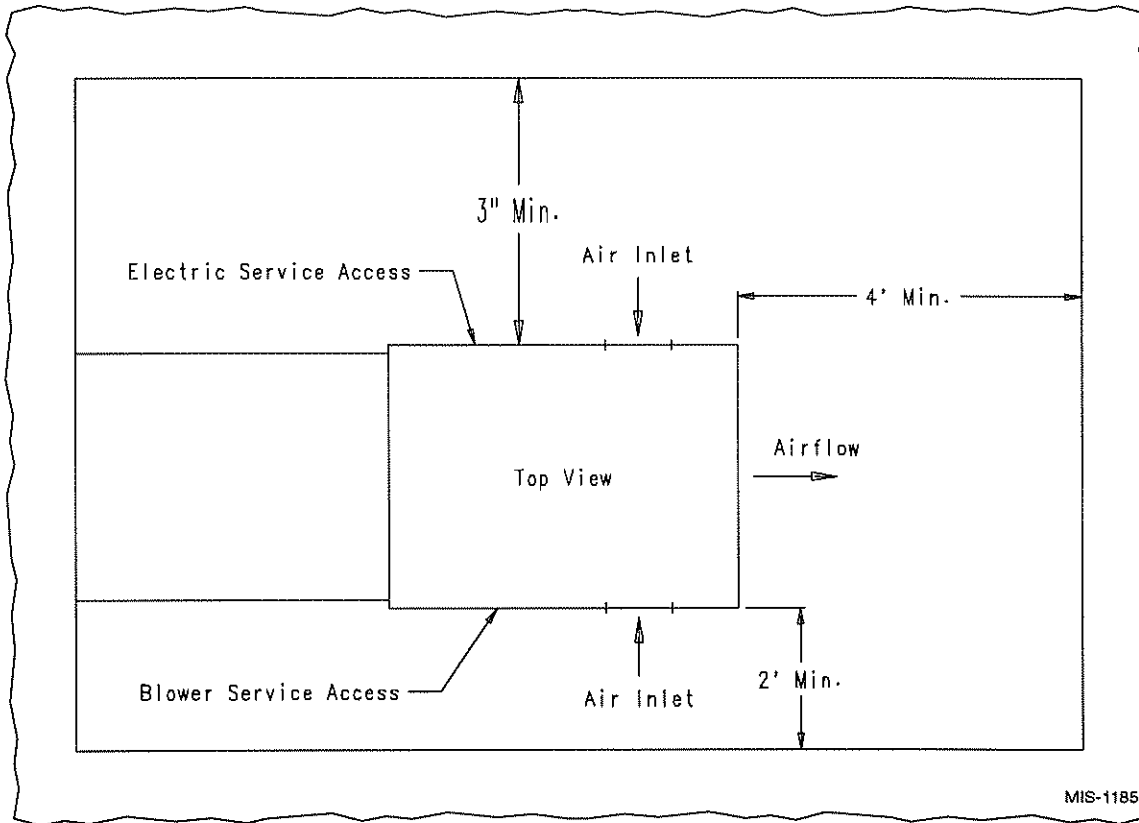 3" Min.
Air Inlet
Electric Service Access
4' Min.
Airflow
Top View
2' Min.
Blower Service Access
Air Inlet
MIS-1185